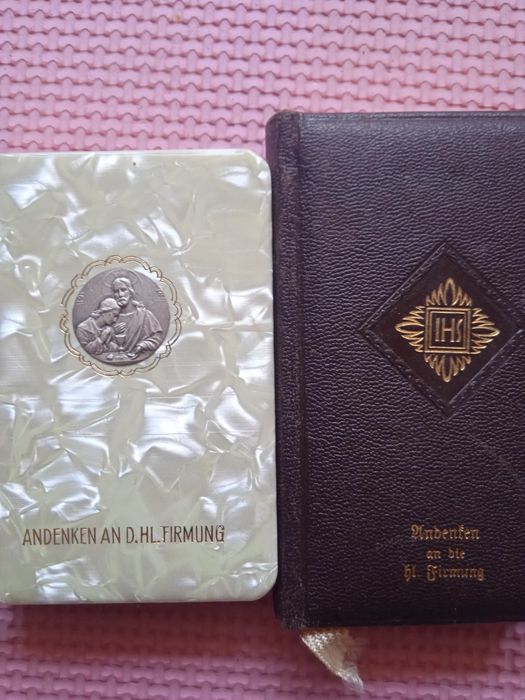 ANDENKEN AN D. HL. FIRMUNG
IHS
Andenken
an die
hl. Firmung